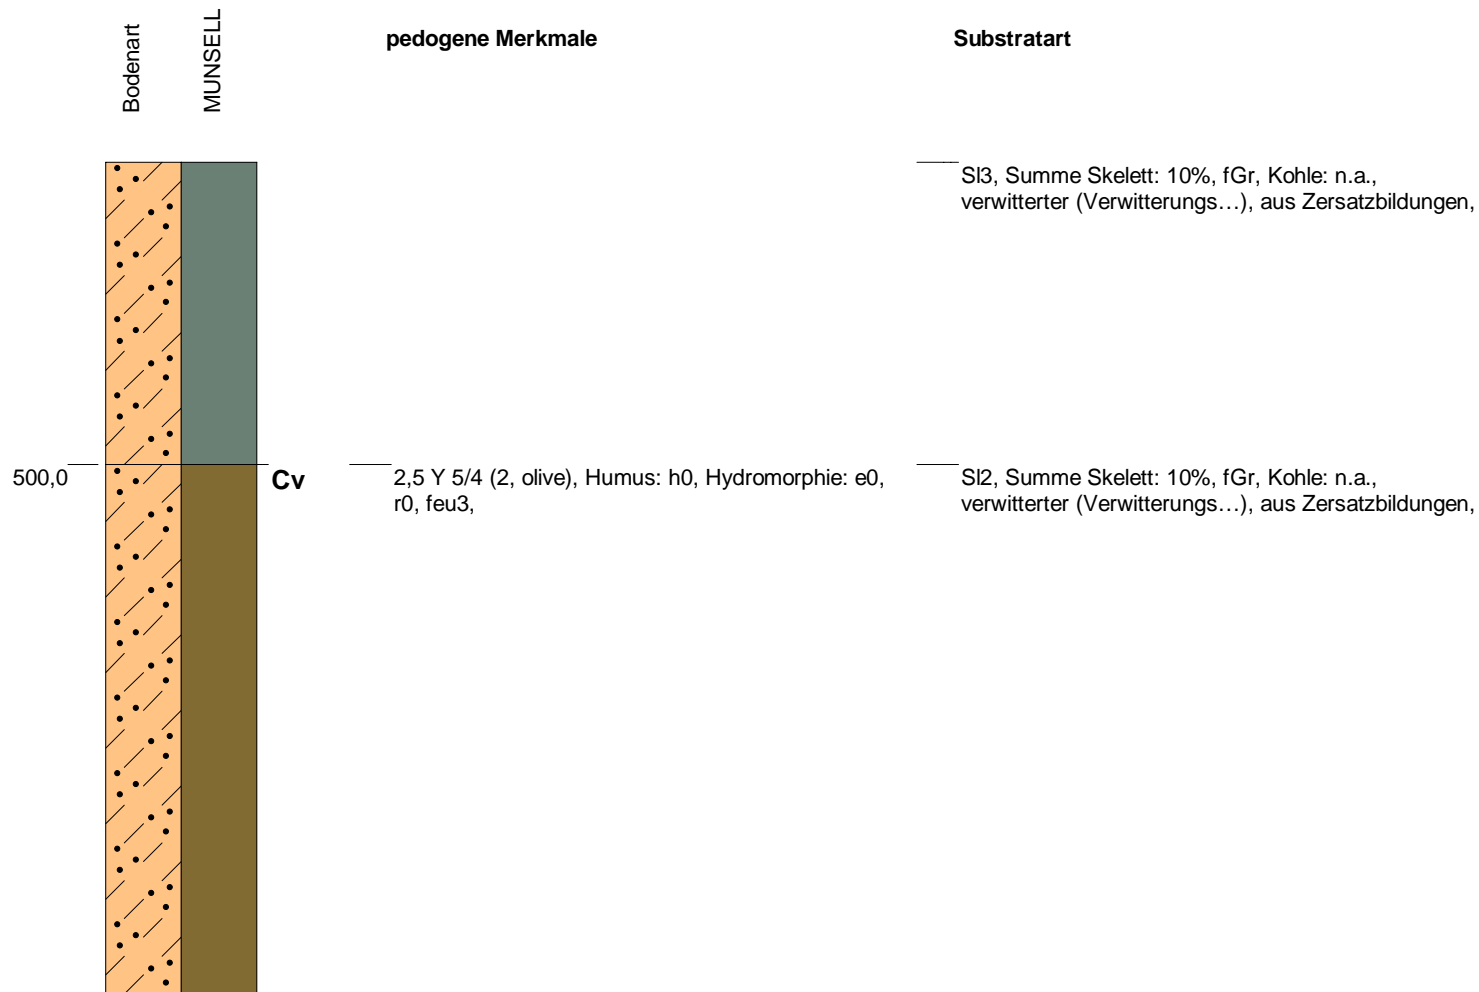 Bodenart
MUNSELL
pedogene Merkmale
Substratart
Sl3, Summe Skelett: 10%, fGr, Kohle: n.a.,
verwitterter (Verwitterungs…), aus Zersatzbildungen,
500,0
Cv
2,5 Y 5/4 (2, olive), Humus: h0, Hydromorphie: e0,
r0, feu3,
Sl2, Summe Skelett: 10%, fGr, Kohle: n.a.,
verwitterter (Verwitterungs…), aus Zersatzbildungen,